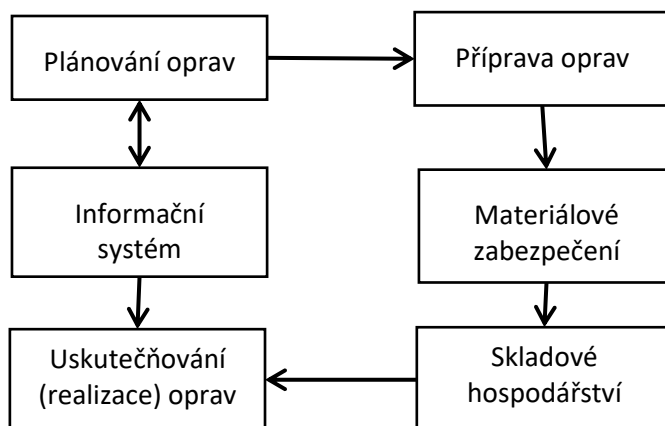 Plánování oprav
Příprava oprav
Informační
systém
Materiálové
zabezpečení
Uskutečňování
(realizace) oprav
Skladové
hospodářství